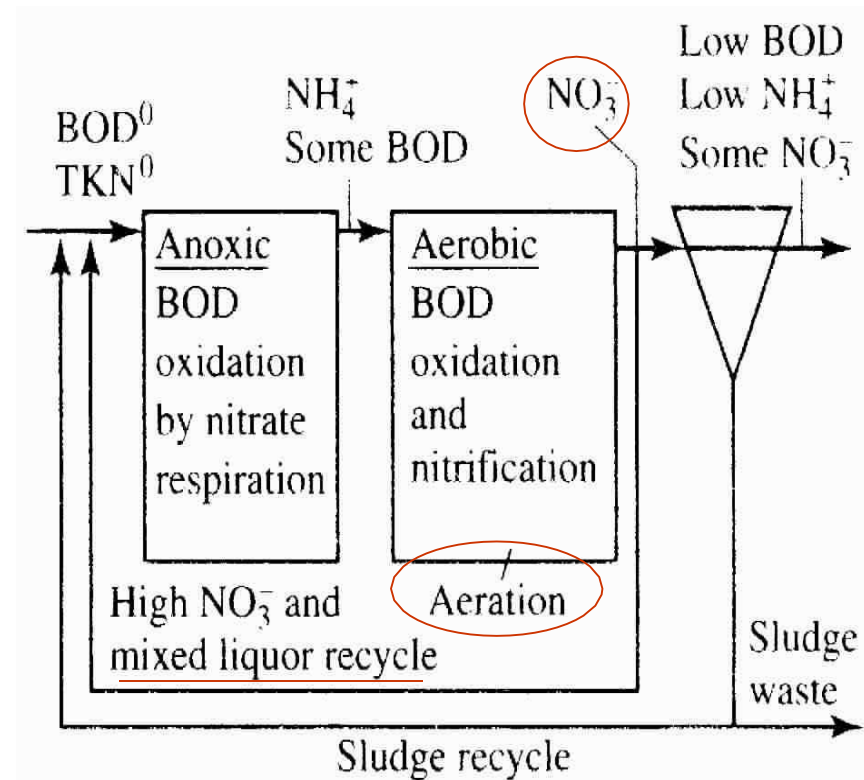 BOD⁰
TKN⁰
NH₄⁺
Some BOD
NO₃⁻
Low BOD
Low NH₄⁺
Some NO₃⁻
Anoxic
BOD
oxidation
by nitrate
respiration
Aerobic
BOD
oxidation
and
nitrification
Aeration
High NO₃⁻ and
mixed liquor recycle
Sludge
waste
Sludge recycle